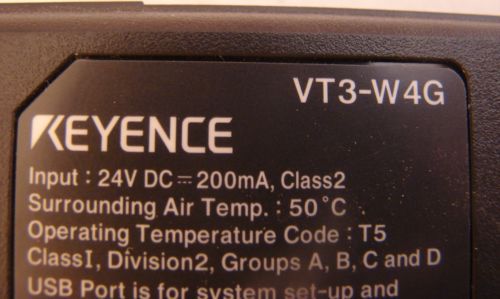 VT3-W4G
KEYENCE
Input : 24V DC ⎓ 200mA, Class2
Surrounding Air Temp. : 50°C
Operating Temperature Code : T5
ClassⅠ, Division2, Groups A, B, C and D
USB Port is for system set-up and